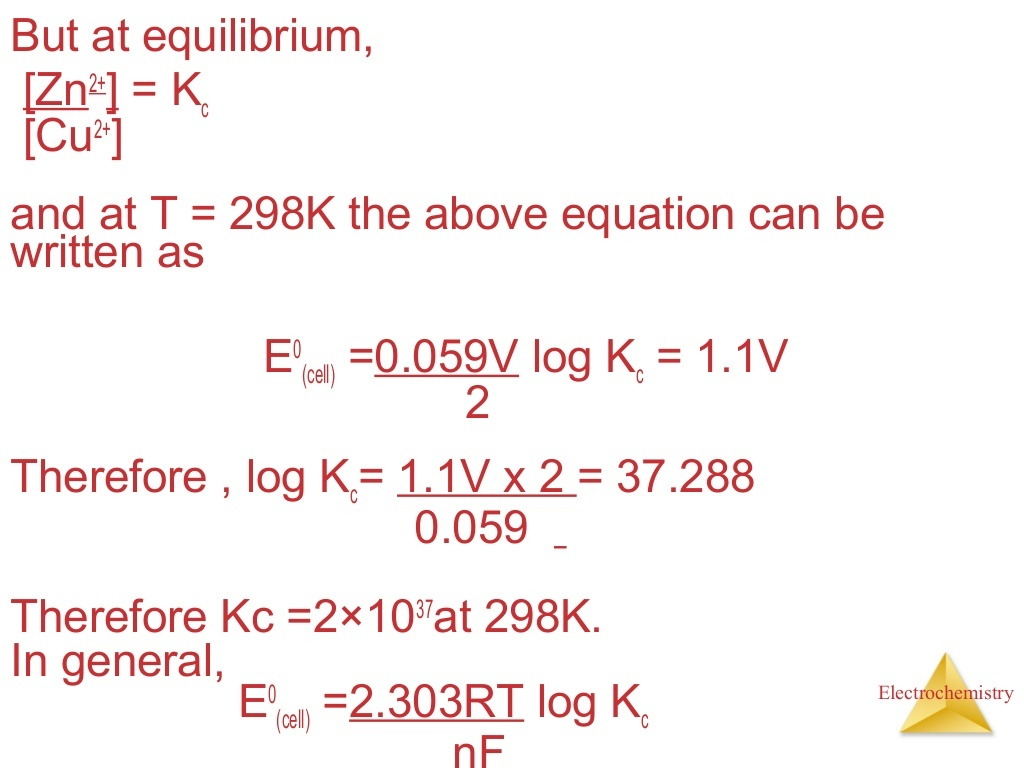 But at equilibrium,
[Zn²⁺] = Kc
[Cu²⁺]
and at T = 298K the above equation can be
written as
E⁰(cell) =0.059V log Kc = 1.1V
2
Therefore , log Kc= 1.1V x 2 = 37.288
0.059 _
Therefore Kc =2×10³⁷at 298K.
In general,
E⁰(cell) =2.303RT log Kc
nF
Electrochemistry